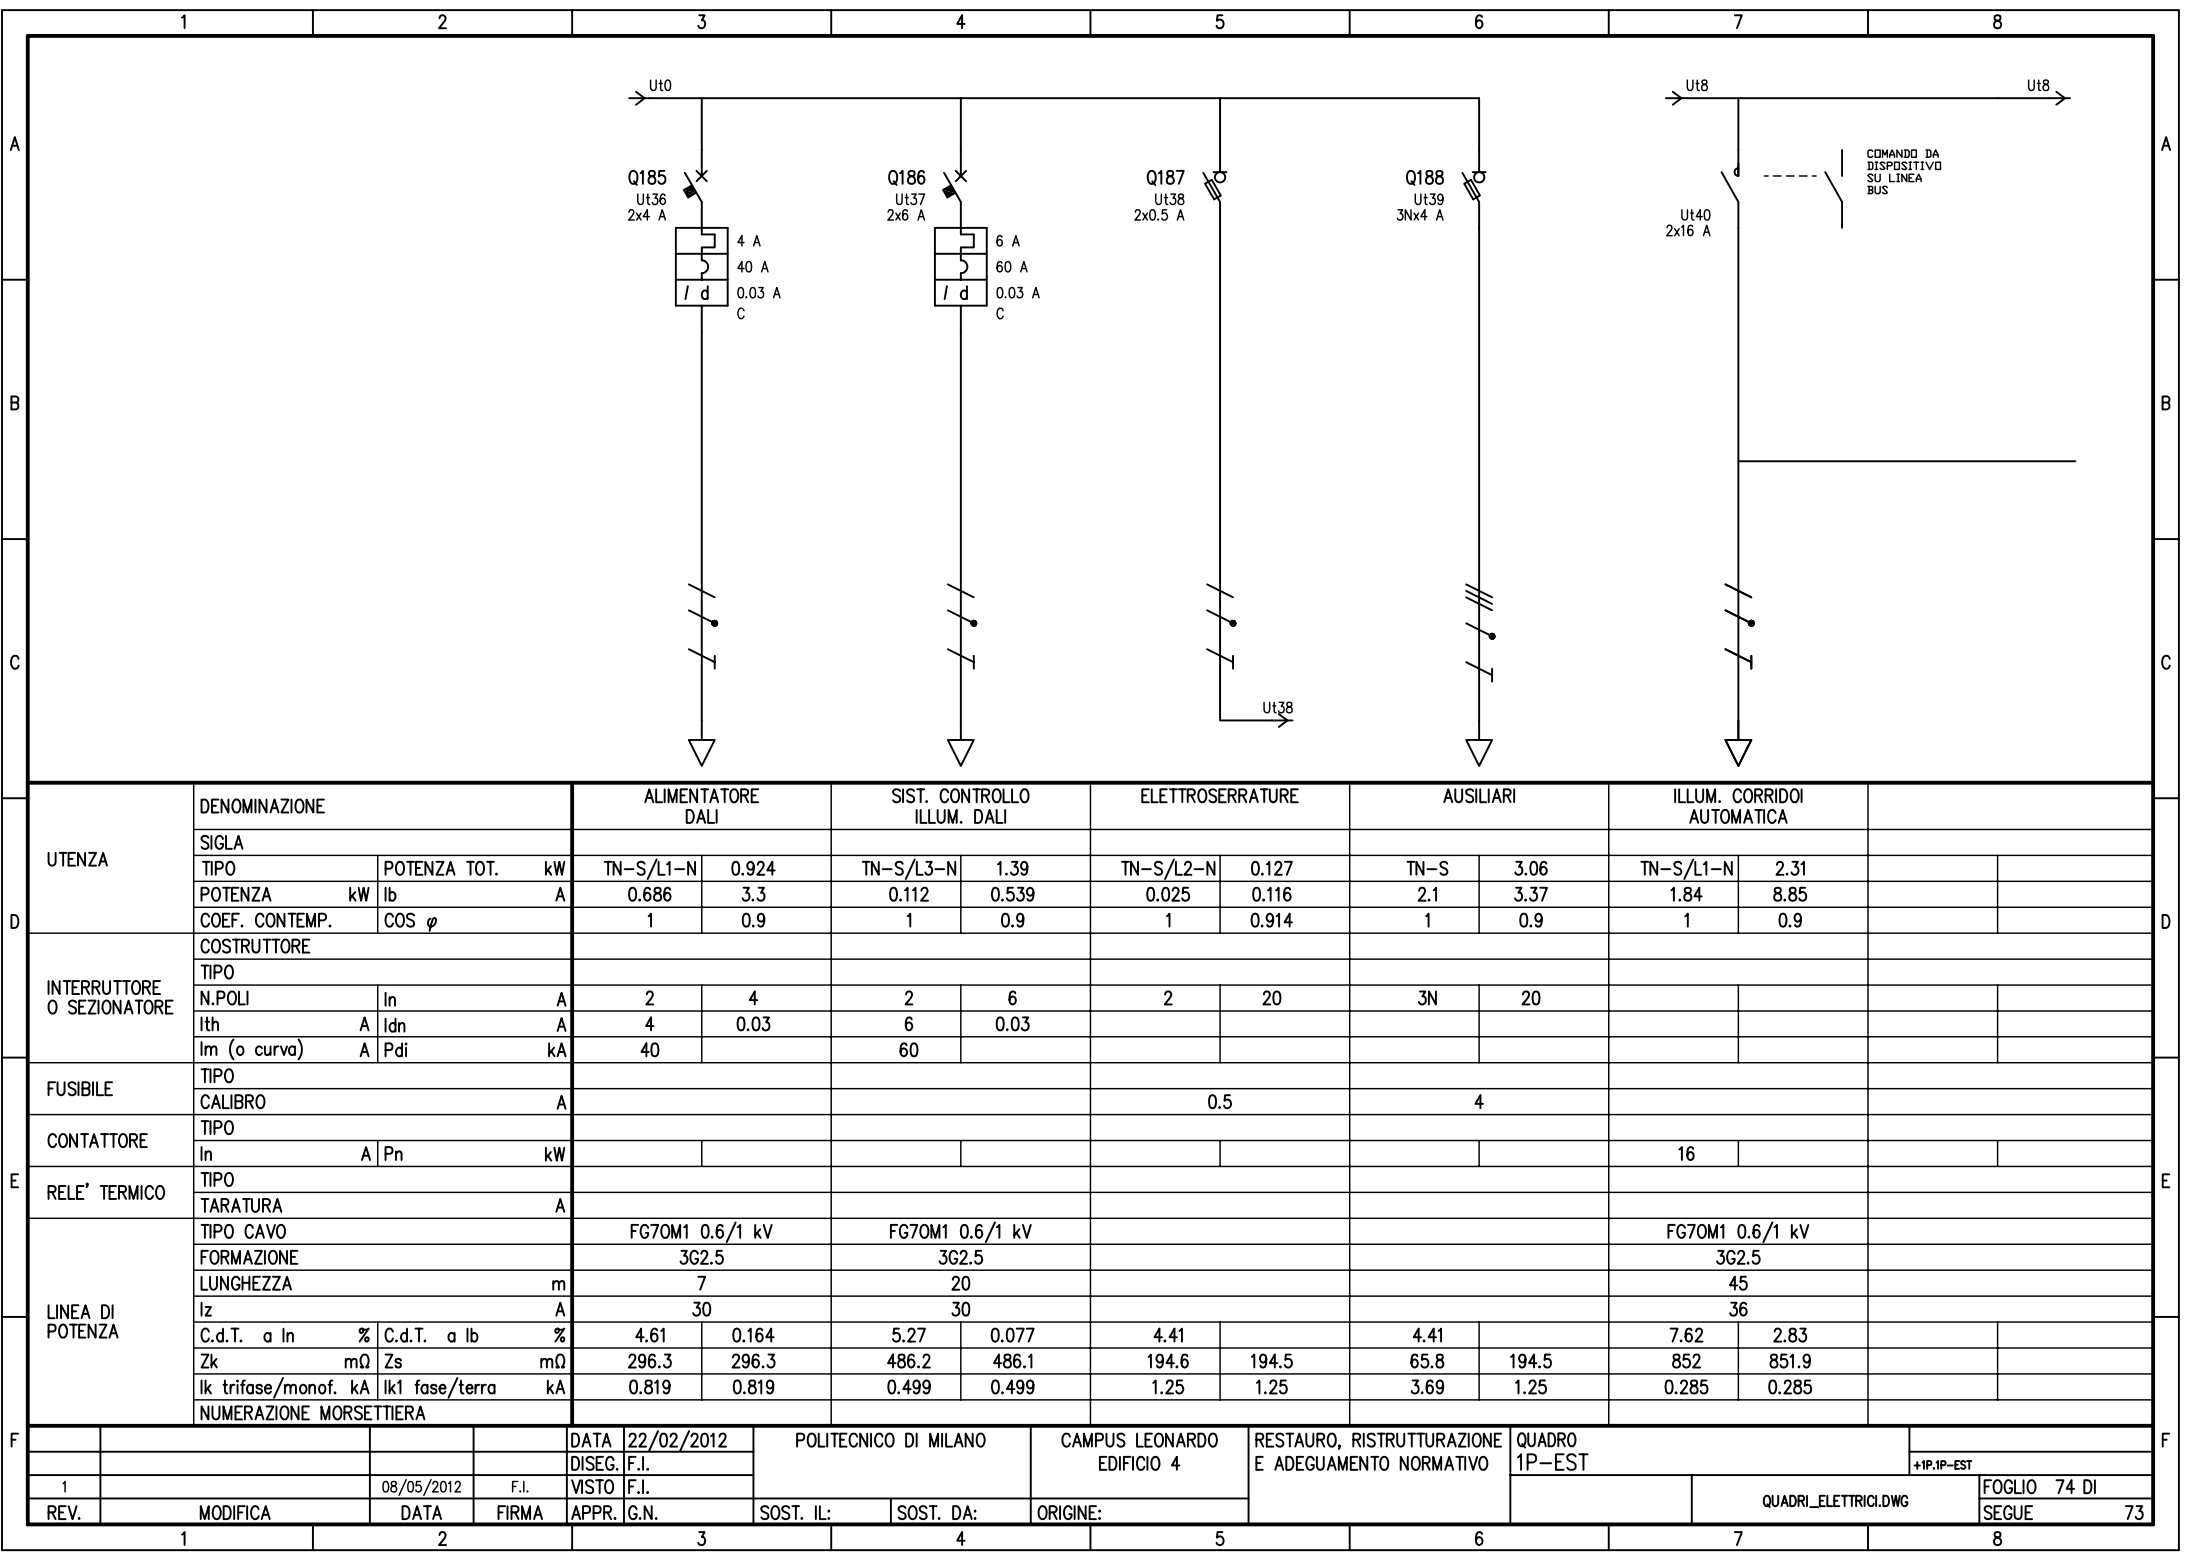 1 2 3 4 5 6 7 8
Ut0
Ut8 Ut8
A A
Q185
Ut36
2x4 A
4 A
40 A
I d 0.03 A
C
Q186
Ut37
2x6 A
6 A
60 A
I d 0.03 A
C
Q187
Ut38
2x0.5 A
Q188
Ut39
3Nx4 A
Ut40
2x16 A
COMANDO DA
DISPOSITIVO
SU LINEA
BUS
B B
C C
Ut38
D D
E E
F F
UTENZA
DENOMINAZIONE ALIMENTATORE DALI SIST. CONTROLLO ILLUM. DALI ELETTROSERRATURE AUSILIARI ILLUM. CORRIDOI AUTOMATICA
SIGLA
TIPO POTENZA TOT. kW TN-S/L1-N 0.924 TN-S/L3-N 1.39 TN-S/L2-N 0.127 TN-S 3.06 TN-S/L1-N 2.31
POTENZA kW Ib A 0.686 3.3 0.112 0.539 0.025 0.116 2.1 3.37 1.84 8.85
COEF. CONTEMP. COS φ 1 0.9 1 0.9 1 0.914 1 0.9 1 0.9
INTERRUTTORE
O SEZIONATORE
COSTRUTTORE
TIPO
N.POLI In A 2 4 2 6 2 20 3N 20
Ith A Idn A 4 0.03 6 0.03
Im (o curva) A Pdi kA 40 60
FUSIBILE
TIPO
CALIBRO A 0.5 4
CONTATTORE
TIPO
In A Pn kW 16
RELE' TERMICO
TIPO
TARATURA A
LINEA DI
POTENZA
TIPO CAVO FG7OM1 0.6/1 kV FG7OM1 0.6/1 kV FG7OM1 0.6/1 kV
FORMAZIONE 3G2.5 3G2.5 3G2.5
LUNGHEZZA m 7 20 45
Iz A 30 30 36
C.d.T. a In % C.d.T. a Ib % 4.61 0.164 5.27 0.077 4.41 4.41 7.62 2.83
Zk mΩ Zs mΩ 296.3 296.3 486.2 486.1 194.6 194.5 65.8 194.5 852 851.9
Ik trifase/monof. kA Ik1 fase/terra kA 0.819 0.819 0.499 0.499 1.25 1.25 3.69 1.25 0.285 0.285
NUMERAZIONE MORSETTIERA
DATA 22/02/2012
DISEG. F.I.
1 08/05/2012 F.I. VISTO F.I.
REV. MODIFICA DATA FIRMA APPR. G.N.
POLITECNICO DI MILANO
SOST. IL: SOST. DA: ORIGINE:
CAMPUS LEONARDO
EDIFICIO 4
RESTAURO, RISTRUTTURAZIONE
E ADEGUAMENTO NORMATIVO
QUADRO
1P-EST
+1P.1P-EST
QUADRI_ELETTRICI.DWG
FOGLIO 74 DI
SEGUE 73
1 2 3 4 5 6 7 8